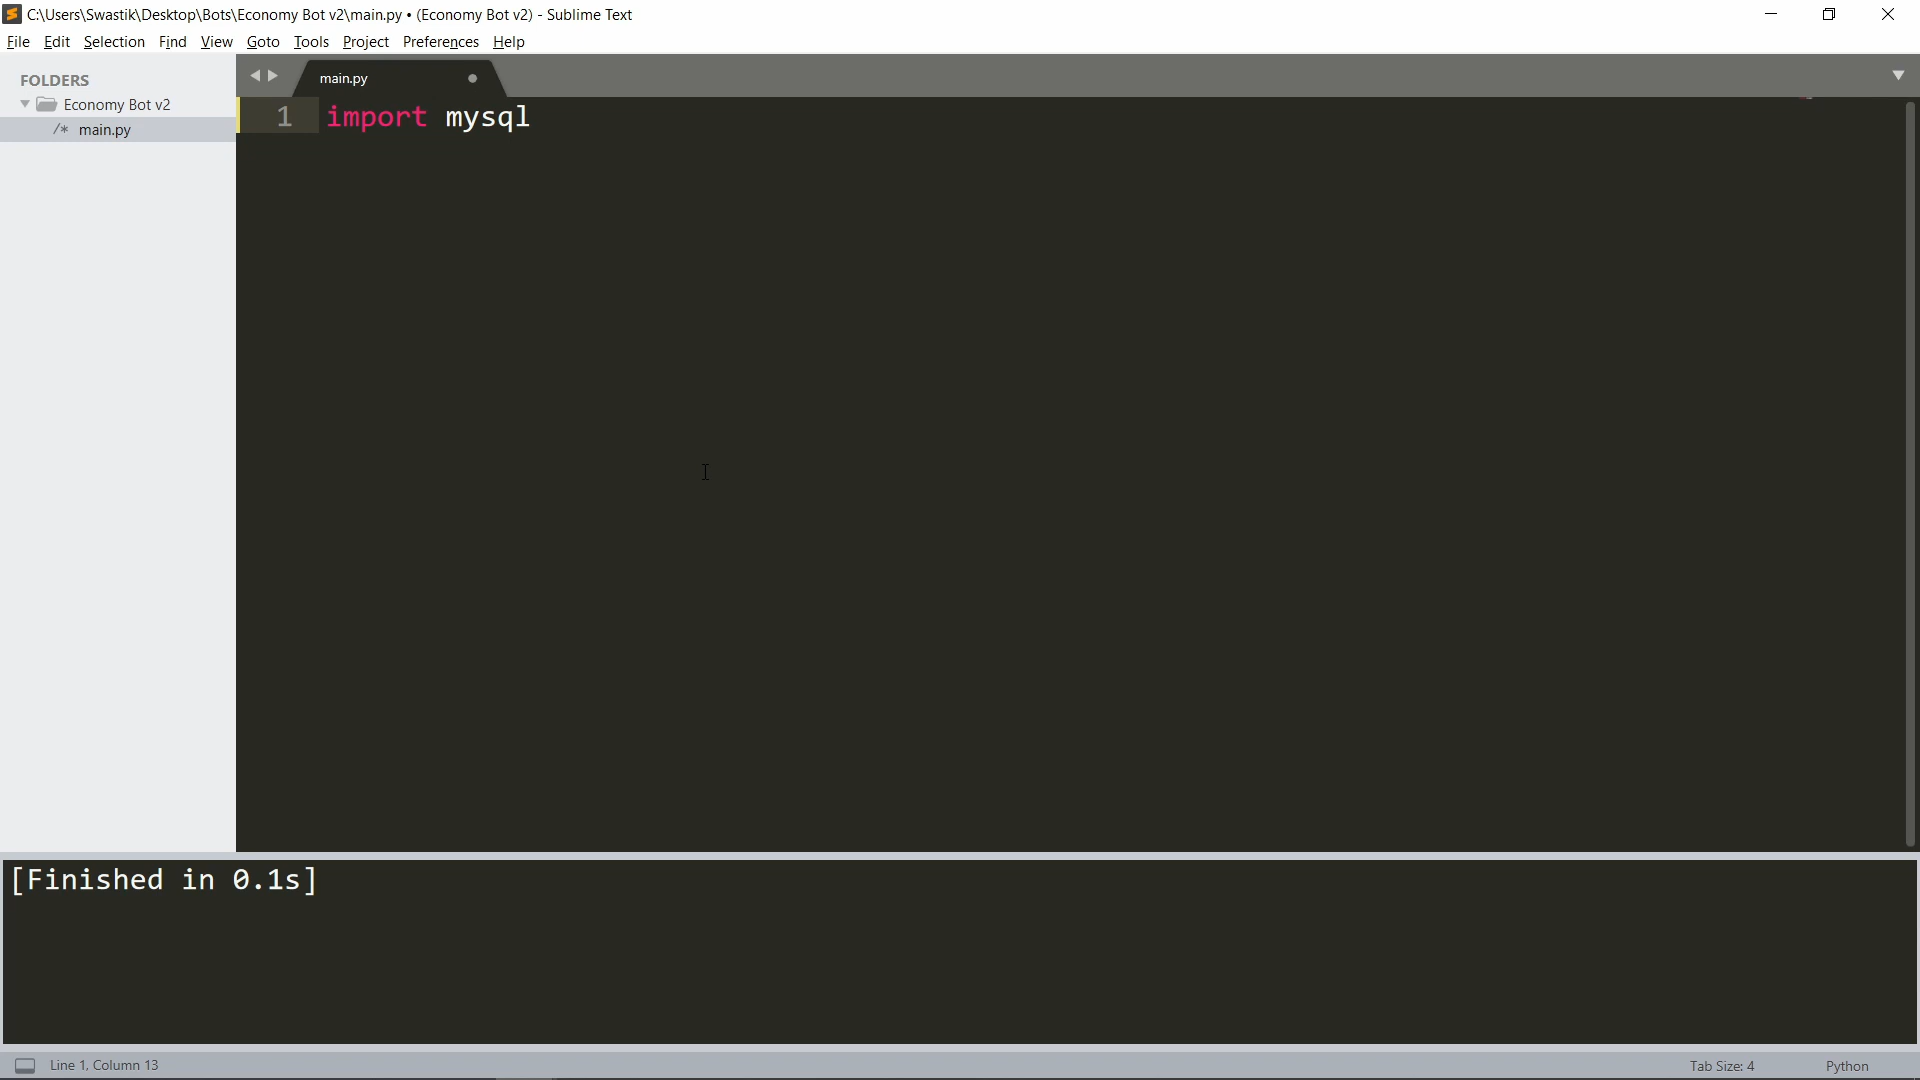 C:\Users\Swastik\Desktop\Bots\Economy Bot v2\main.py • (Economy Bot v2) - Sublime Text
File Edit Selection Find View Goto Tools Project Preferences Help
FOLDERS
Economy Bot v2
/* main.py
main.py
1 import mysql
[Finished in 0.1s]
Line 1, Column 13
Tab Size: 4
Python